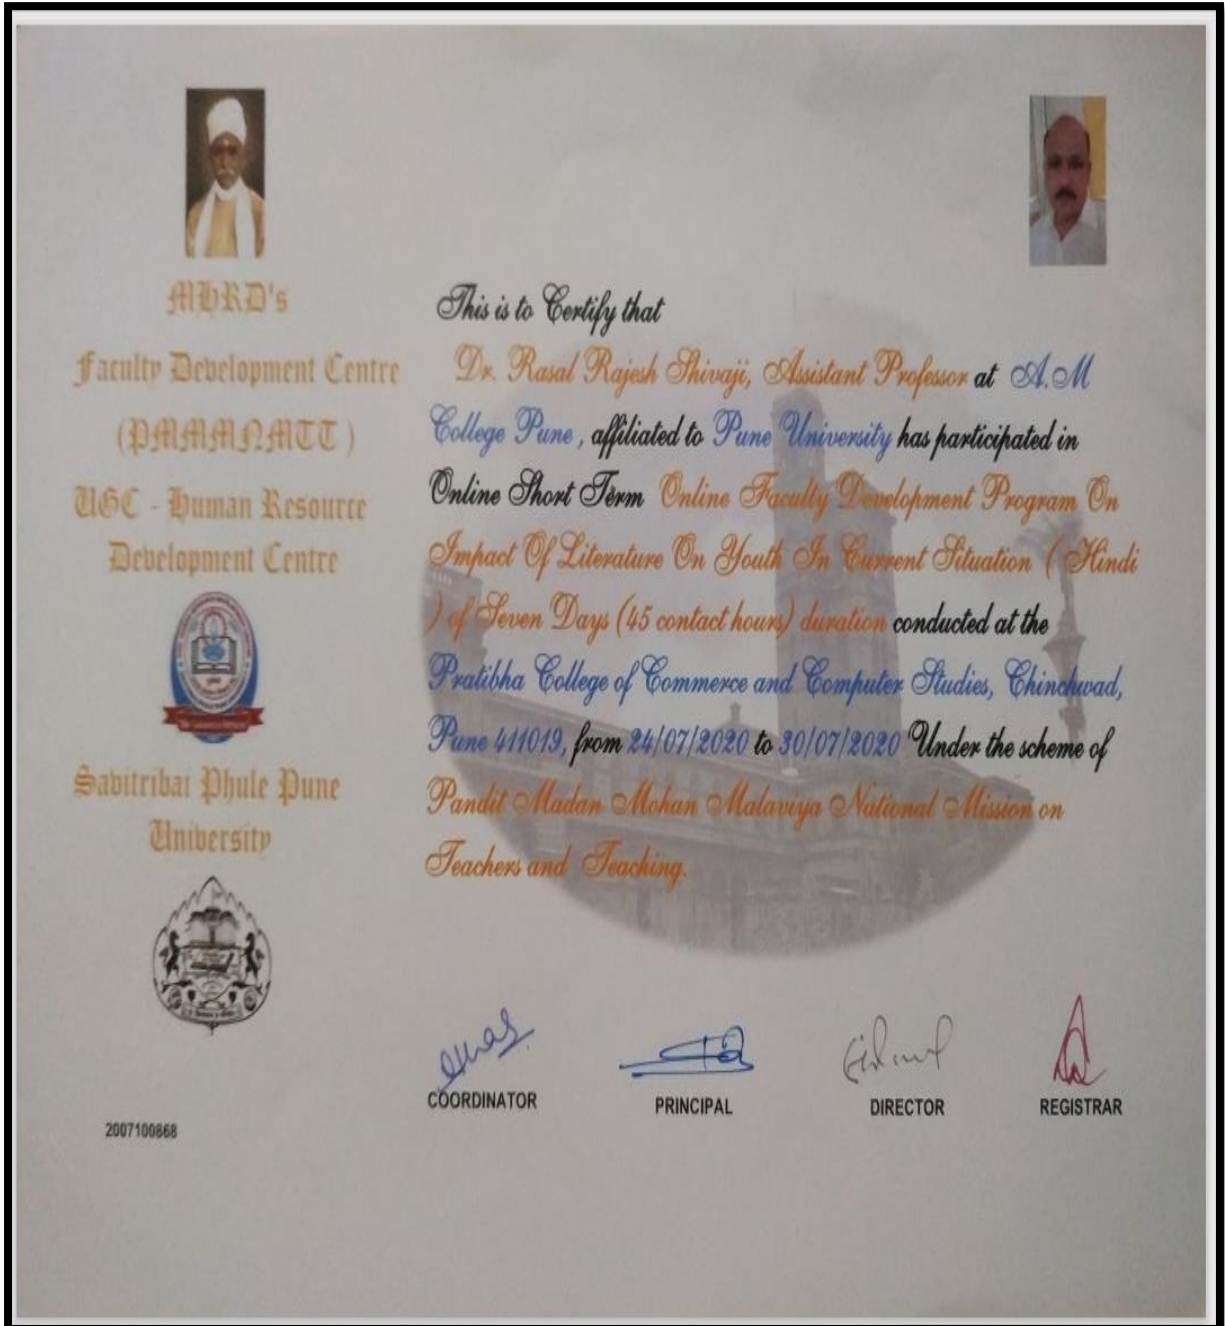 MHRD's
Faculty Development Centre
(PMMMNMTT )
UGC - Human Resource
Development Centre
Savitribai Phule Pune
University
This is to Certify that
Dr. Rasal Rajesh Shivaji, Assistant Professor at A.M
College Pune , affiliated to Pune University has participated in
Online Short Term Online Faculty Development Program On
Impact Of Literature On Youth In Current Situation ( Hindi
) of Seven Days (45 contact hours) duration conducted at the
Pratibha College of Commerce and Computer Studies, Chinchwad,
Pune 411019, from 24/07/2020 to 30/07/2020 Under the scheme of
Pandit Madan Mohan Malaviya National Mission on
Teachers and Teaching.
COORDINATOR
PRINCIPAL
DIRECTOR
REGISTRAR
2007100868